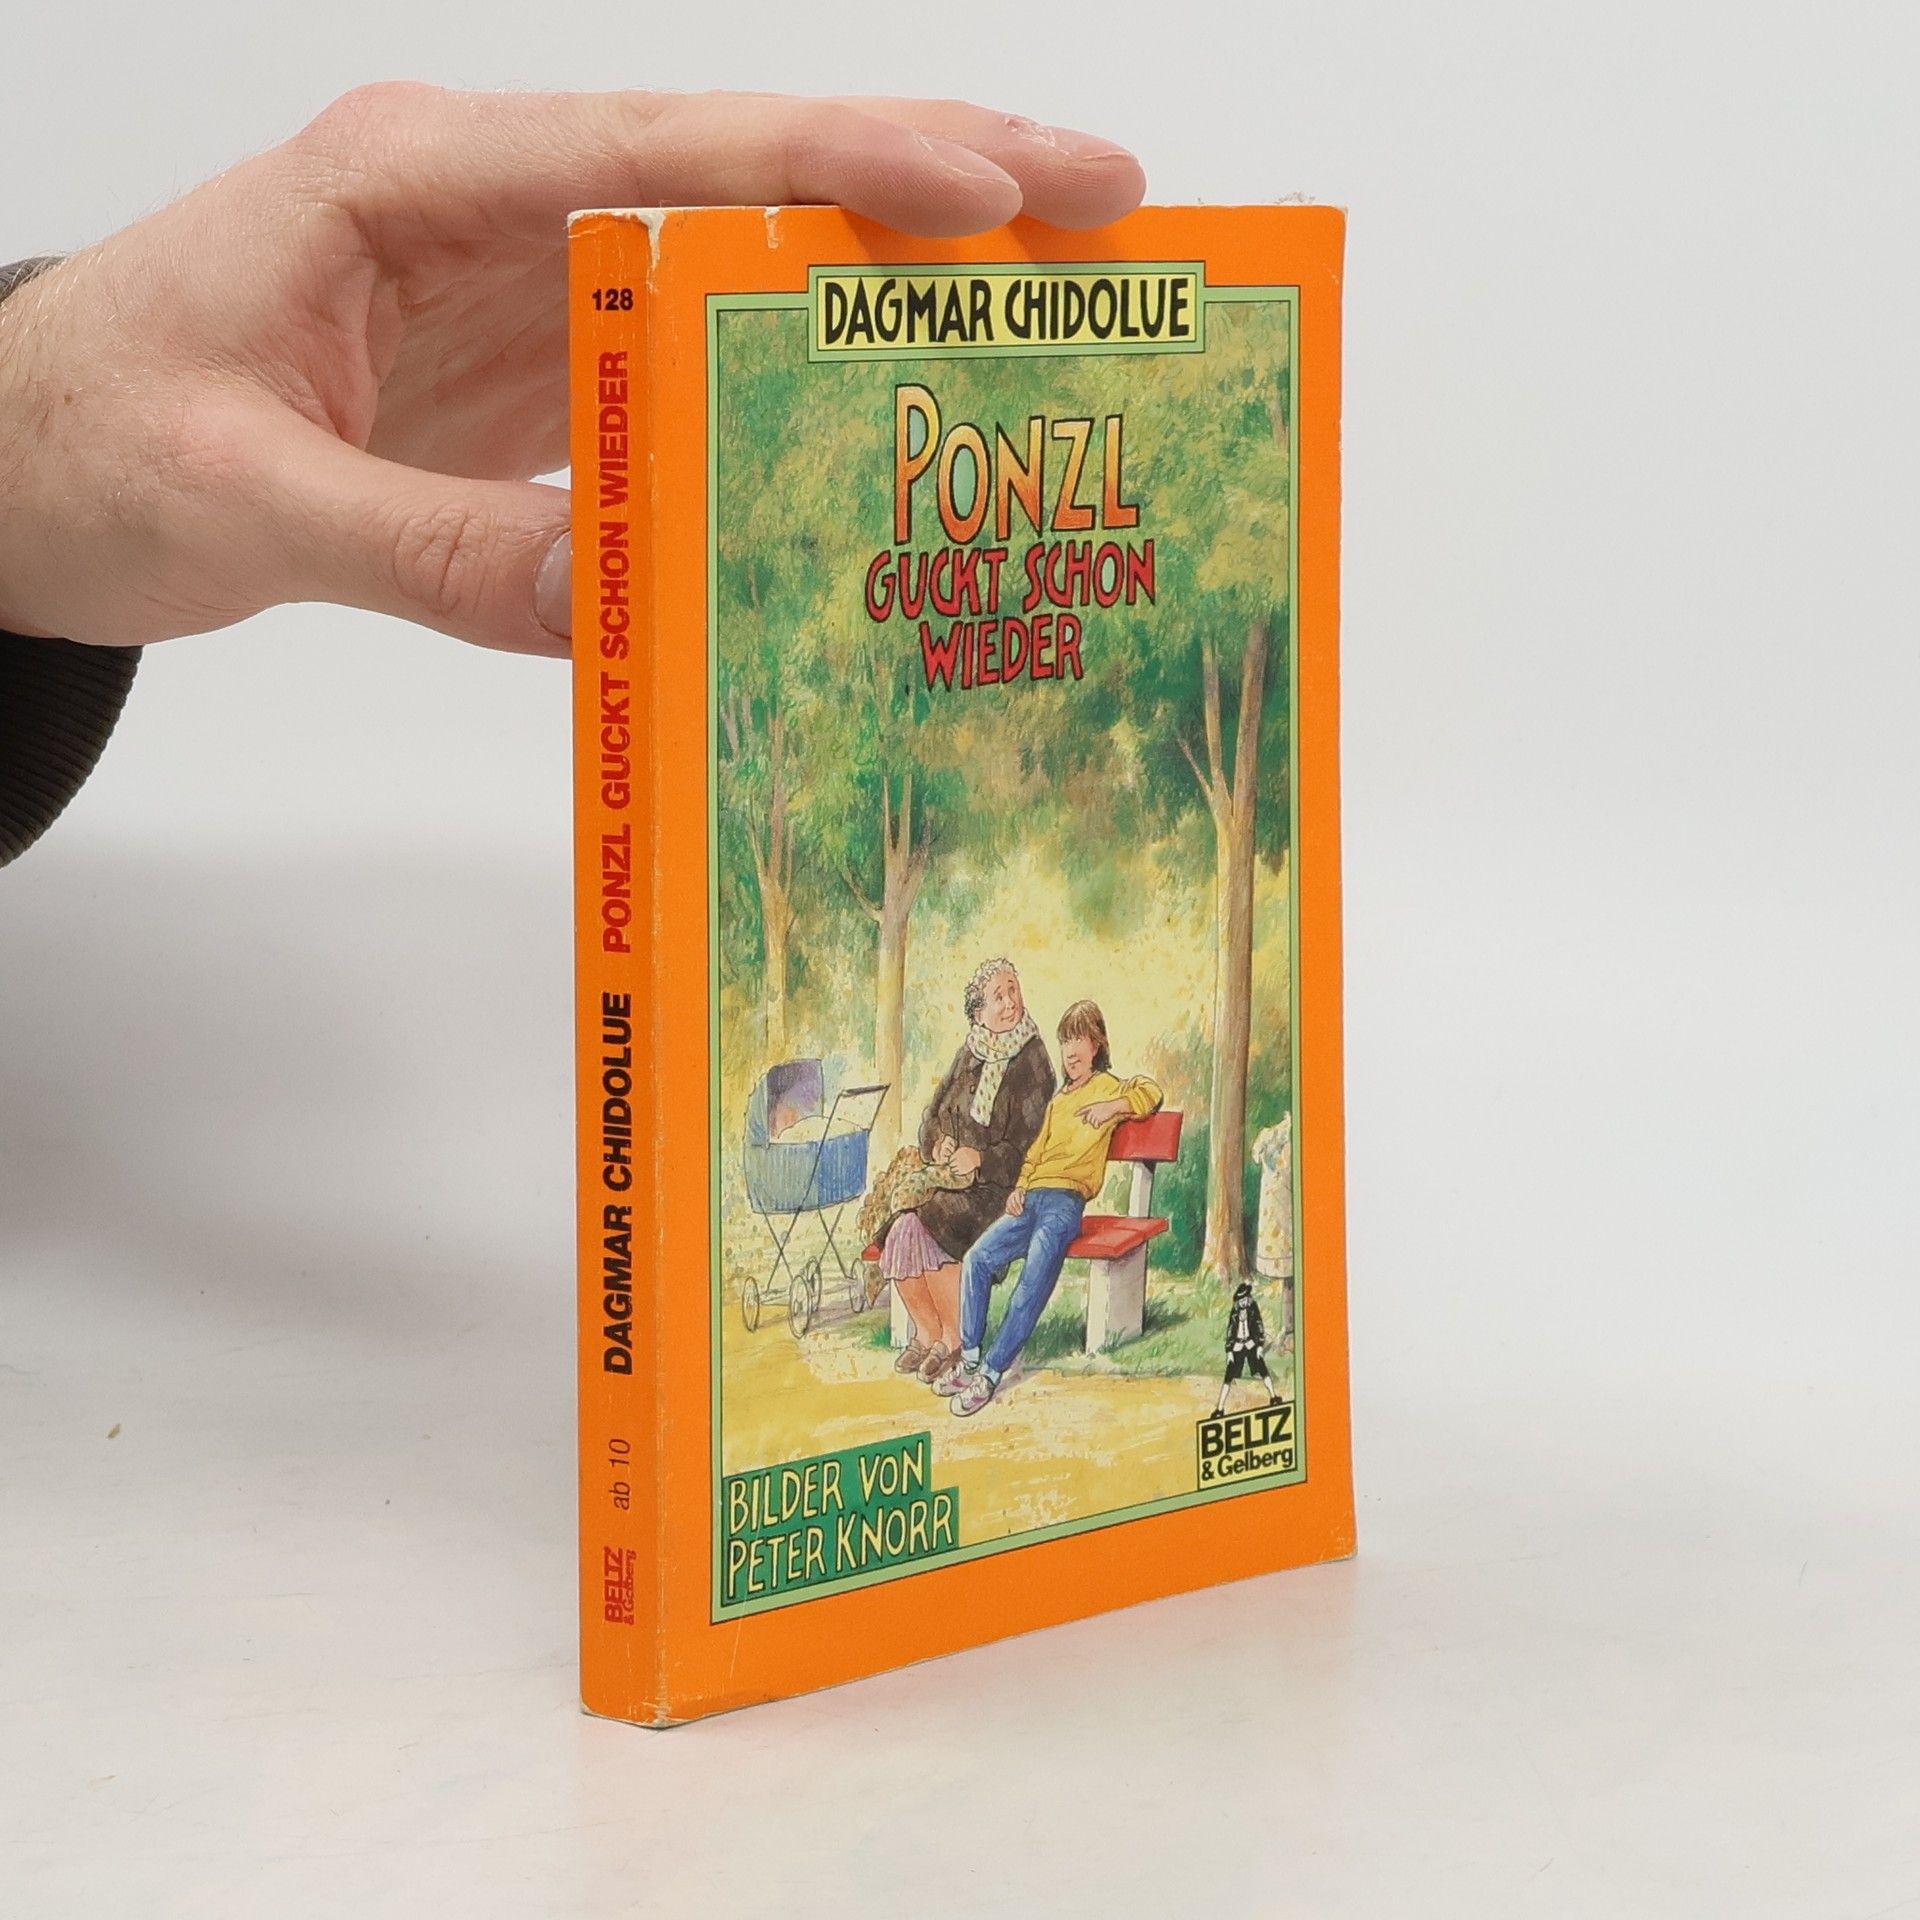 128
PONZL GUCKT SCHON WIEDER
DAGMAR CHIDOLUE
ab 10
BELTZ
& Gelberg
DAGMAR CHIDOLUE
PONZL
GUCKT SCHON
WIEDER
BILDER VON
PETER KNORR
BELTZ
& Gelberg